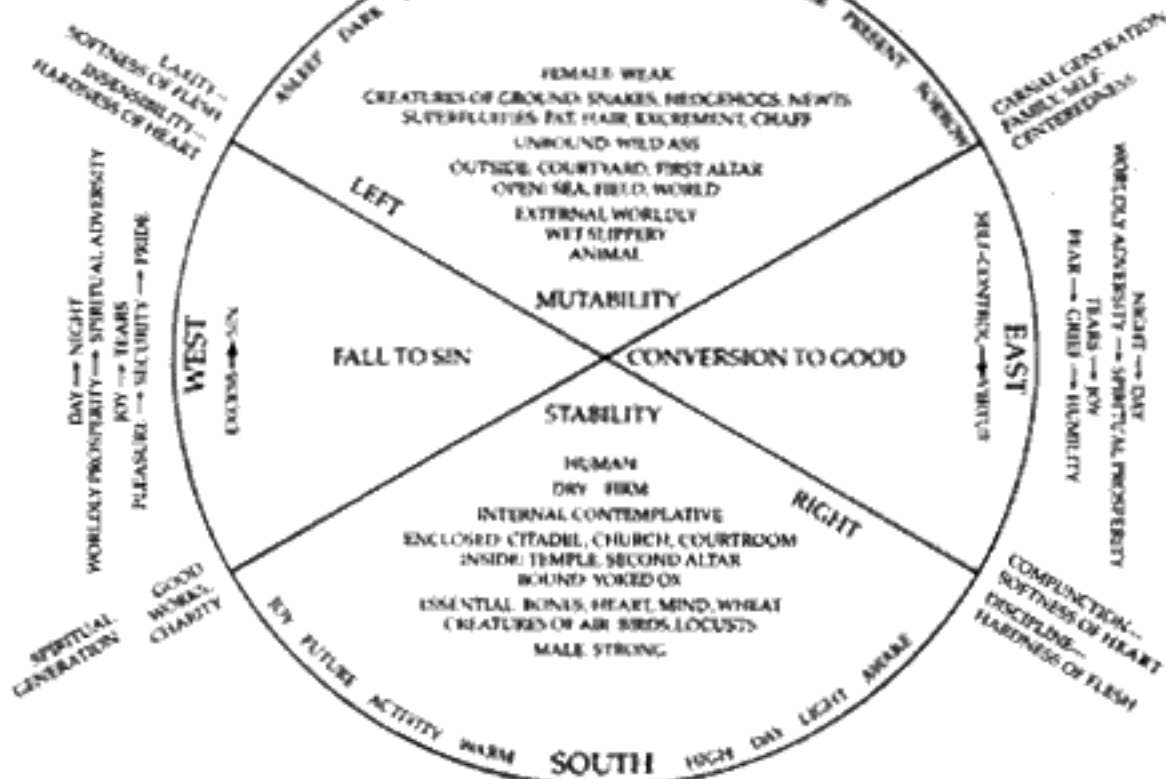 LAXITY—
SOFTNESS OF FLESH
INSENSIBILITY—
HARDNESS OF HEART
ASLEEP DARK
PRESENT SORROW
CARNAL GENERATION
FAMILY, SELF-
CENTEREDNESS
FEMALE: WEAK
CREATURES OF GROUND: SNAKES, HEDGEHOGS, NEWTS
SUPERFLUITIES: FAT, HAIR, EXCREMENT, CHAFF
UNBOUND: WILD ASS
OUTSIDE: COURTYARD, FIRST ALTAR
OPEN: SEA, FIELD, WORLD
EXTERNAL WORLDLY
WET SLIPPERY
ANIMAL
MUTABILITY
LEFT
DAY → NIGHT
WORLDLY PROSPERITY → SPIRITUAL ADVERSITY
JOY → TEARS
PLEASURE → SECURITY → PRIDE
WEST
EXCESS → SIN
FALL TO SIN
CONVERSION TO GOOD
SELF-CONTROL → VIRTUE
EAST
NIGHT → DAY
WORLDLY ADVERSITY → SPIRITUAL PROSPERITY
TEARS → JOY
FEAR → GRIEF → HUMILITY
STABILITY
HUMAN
DRY FIRM
INTERNAL CONTEMPLATIVE
ENCLOSED: CITADEL, CHURCH, COURTROOM
INSIDE: TEMPLE, SECOND ALTAR
BOUND: YOKED OX
ESSENTIAL: BONUS, HEART, MIND, WHEAT
CREATURES OF AIR: BIRDS, LOCUSTS
MALE: STRONG
RIGHT
GOOD
WORKS,
CHARITY
SPIRITUAL
GENERATION
COMPUNCTION—
SOFTNESS OF HEART
DISCIPLINE—
HARDNESS OF FLESH
JOY FUTURE ACTIVITY WARM SOUTH HIGH DAY LIGHT AWAKE